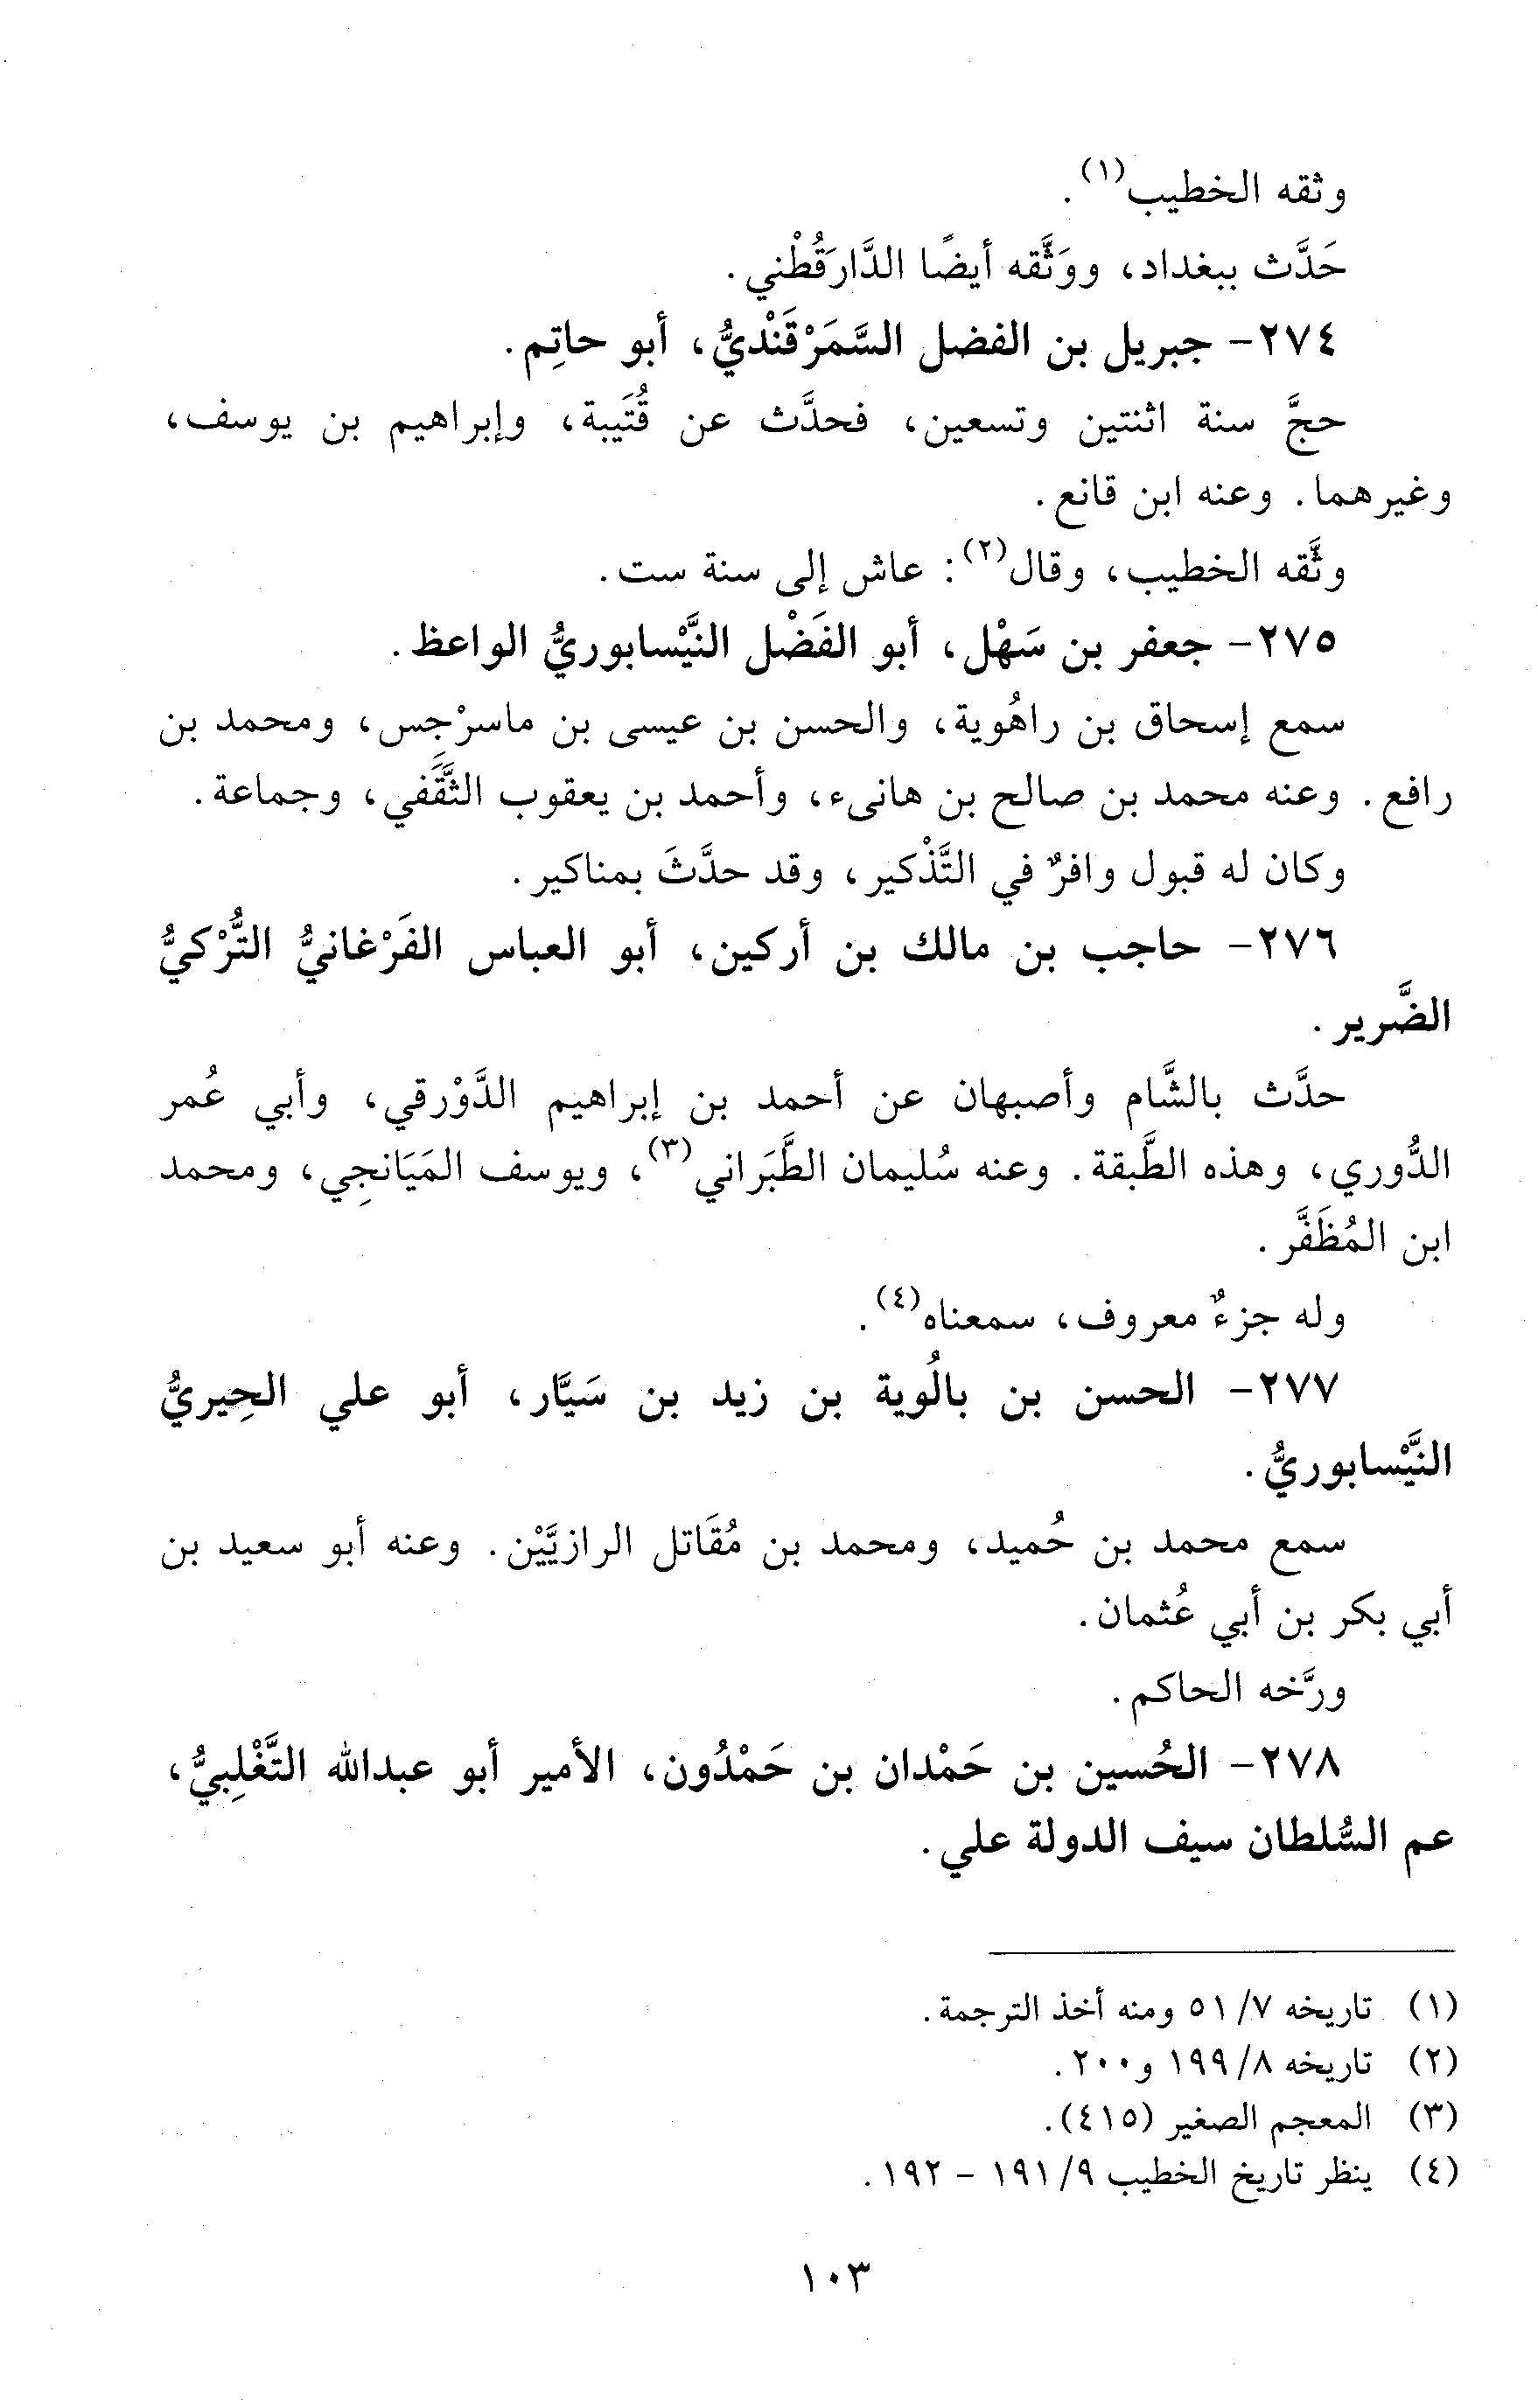 وثقه الخطيب(١).
حَدَّث ببغداد، ووَثَّقه أيضًا الدَّارَقُطْني.
٢٧٤- جبريل بن الفضل السَّمَرْقَنْديُّ، أبو حاتِم.
حجَّ سنة اثنتين وتسعين، فحدَّث عن قُتَيبة، وإبراهيم بن يوسف،
وغيرهما. وعنه ابن قانع.
وثَّقه الخطيب، وقال(٢): عاش إلى سنة ست.
٢٧٥- جعفر بن سَهْل، أبو الفَضْل النَّيْسابوريُّ الواعظ.
سمع إسحاق بن راهُوية، والحسن بن عيسى بن ماسرْجِس، ومحمد بن
رافع. وعنه محمد بن صالح بن هانىء، وأحمد بن يعقوب الثَّقَفي، وجماعة.
وكان له قبول وافرٌ في التَّذْكير، وقد حدَّثَ بمناكير.
٢٧٦- حاجب بن مالك بن أركين، أبو العباس الفَرْغانيُّ التُّرْكيُّ
الضَّرير.
حدَّث بالشَّام وأصبهان عن أحمد بن إبراهيم الدَّوْرقي، وأبي عُمر
الدُّوري، وهذه الطَّبقة. وعنه سُليمان الطَّبَراني(٣)، ويوسف المَيَانجِي، ومحمد
ابن المُظَفَّر.
وله جزءٌ معروف، سمعناه(٤).
٢٧٧- الحسن بن بالُوية بن زيد بن سَيَّار، أبو علي الحِيريُّ
النَّيْسابوريُّ.
سمع محمد بن حُميد، ومحمد بن مُقَاتل الرازيَّيْن. وعنه أبو سعيد بن
أبي بكر بن أبي عُثمان.
ورَّخه الحاكم.
٢٧٨- الحُسين بن حَمْدان بن حَمْدُون، الأمير أبو عبدالله التَّغْلِبيُّ،
عم السُّلطان سيف الدولة علي.
(١) تاريخه ٥١/٧ ومنه أخذ الترجمة.
(٢) تاريخه ١٩٩/٨ و٢٠٠.
(٣) المعجم الصغير (٤١٥).
(٤) ينظر تاريخ الخطيب ١٩١/٩ - ١٩٢.
١٠٣